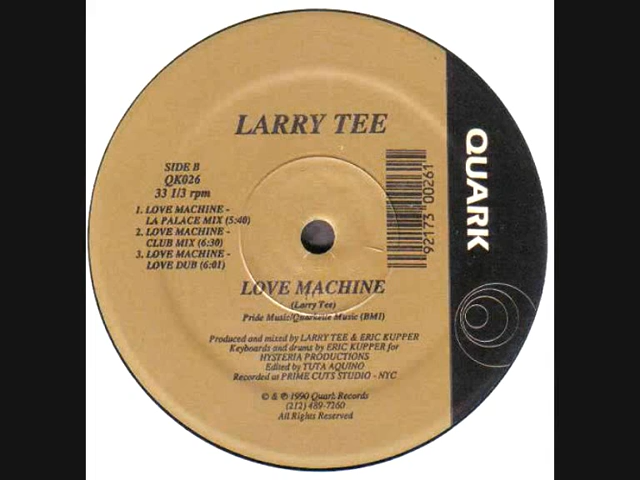 LARRY TEE
SIDE B
QK026
33 1/3 rpm
1. LOVE MACHINE -
LA PALACE MIX (5:40)
2. LOVE MACHINE -
CLUB MIX (6:30)
3. LOVE MACHINE -
LOVE DUB (6:01)
92173 00261
QUARK
LOVE MACHINE
(Larry Tee)
Pride Music/Quarkette Music (BMI)
Produced and mixed by LARRY TEE & ERIC KUPPER
Keyboards and drums by ERIC KUPPER for
HYSTERIA PRODUCTIONS
Edited by TUTA AQUINO
Recorded at PRIME CUTS STUDIO - NYC
© & ℗ 1990 Quark Records
(212) 489-7260
All Rights Reserved